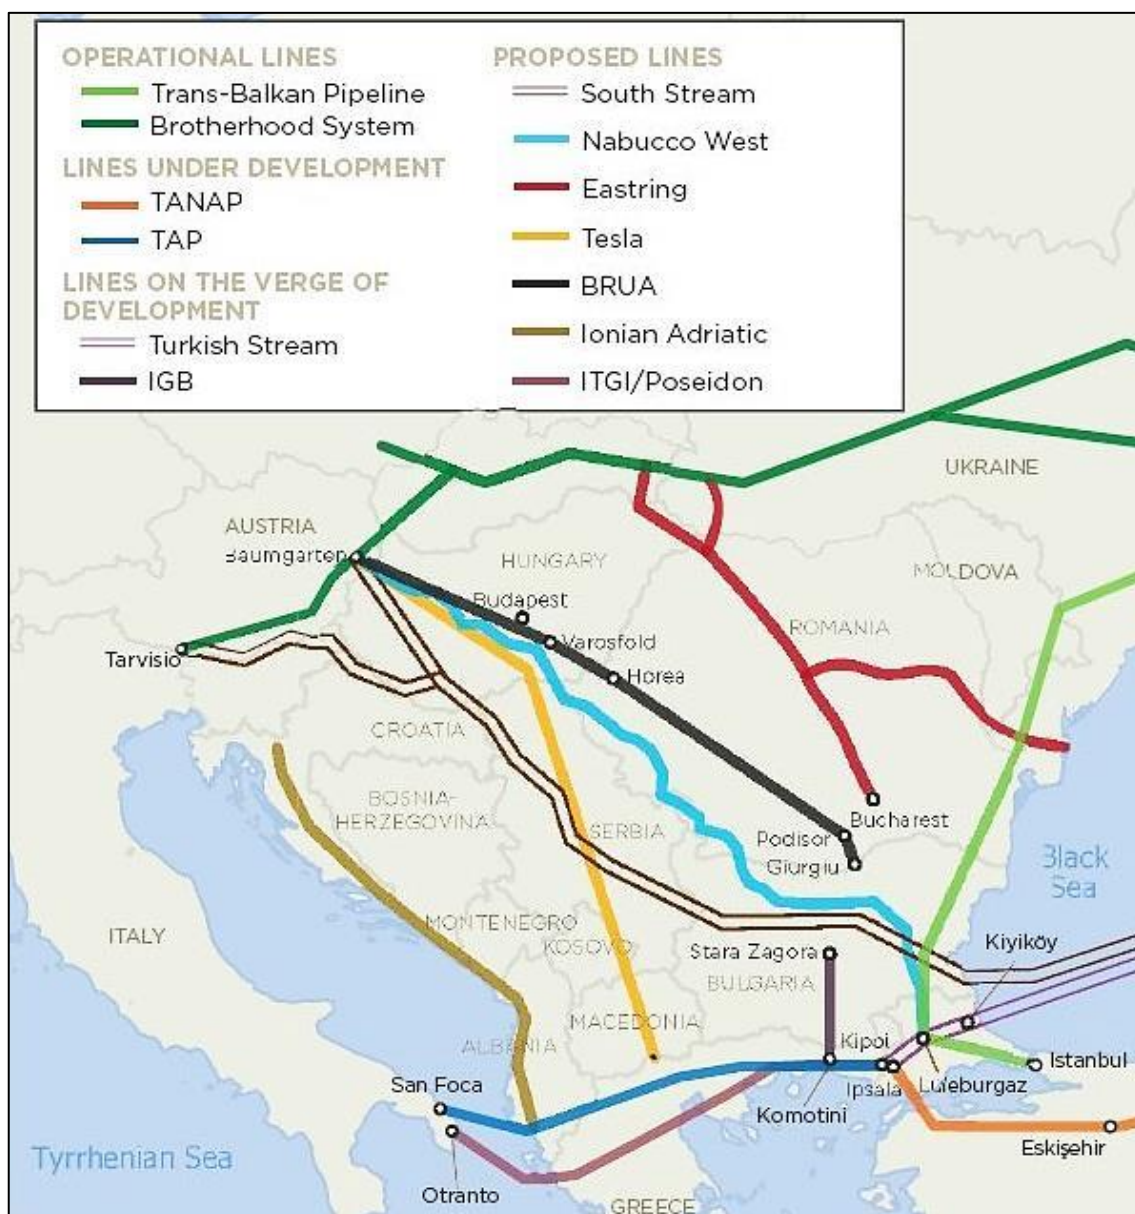 OPERATIONAL LINES
Trans-Balkan Pipeline
Brotherhood System
LINES UNDER DEVELOPMENT
TANAP
TAP
LINES ON THE VERGE OF
DEVELOPMENT
Turkish Stream
IGB
PROPOSED LINES
South Stream
Nabucco West
Eastring
Tesla
BRUA
Ionian Adriatic
ITGI/Poseidon
UKRAINE
AUSTRIA
Baumgarten
HUNGARY
MOLDOVA
Budapest
ROMANIA
Varosfold
Tarvisio
Horea
CROATIA
BOSNIA-
HERZEGOVINA
SERBIA
Bucharest
Podisor
Giurgiu
Black
Sea
MONTENEGRO
ITALY
KOSOVO
Stara Zagora
Kiyiköy
BULGARIA
MACEDONIA
ALBANIA
Kipoi
San Foca
Ipsala
Luleburgaz
Istanbul
Komotini
Tyrrhenian Sea
Eskişehir
Otranto
GREECE